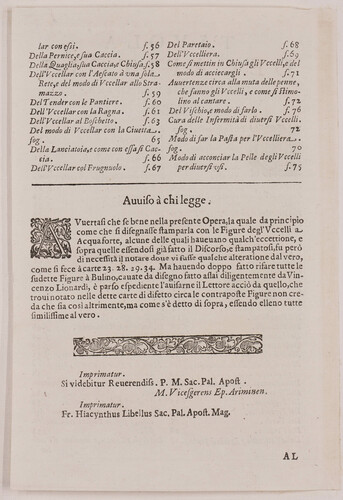 lar con eßi. f. 56
Della Pernice, e sua Caccia. f. 57
Della Quaglia, sua Caccia, e Chiusa. f. 58
Dell'Vccellar con l'Aescato à vna sola
Rete, e del modo di Vccellar allo Stra-
mazzo. f. 59
Del Tender con le Pantiere. f. 60
Dell'Vccellar con la Ragna. f. 61
Dell'Vccellar al Boschetto. f. 63
Del modo di Vccellar con la Ciuetta
fog. 65
Della Lanciatoia, e come con essa si Cac-
cia. f. 66
Dell'Vccellar col Frugnuolo. f. 67
Del Paretaio. f. 68
Dell'Vccelliera. f. 69
Come si mettin in Chiusa gli Vccelli, e del
modo di acciecargli. f. 71
Auuertenze circa alla muta delle penne,
che fanno gli Vccelli, e come si stimo-
lino al cantare. f. 72
Del Vischio, e modo di farlo. f. 76
Cura delle Infermità di diuersi Vccelli
fog. 72
Modo di far la Pasta per l'Vccelliera.
fog. 70
Modo di acconciar la Pelle degli Vccelli
per diuersi vsi. f. 75
Auuiso à chi legge.
AVuertasi che se bene nella presente Opera, la quale da principio
come che si disegnasse stamparla con le Figure degl'Vccelli a
Acqua forte, alcune delli quali haueuano qualch'eccettione, e
sopra quelle essendosi già fatto il Discorso, e stampatosi, fù però
di necessità il notare doue vi fusse qualche alteratione dal vero,
come si fece à carte 23. 28. 29. 34. Ma hauendo doppo fatto rifare tutte le
sudette Figure à Bulino, cauate da disegno fatto assai diligentemente da Vin-
cenzo Lionardi, è parso espediente l'auisarne il Lettore acciò da quello, che
troui notato nelle dette carte di difetto circa le contraposte Figure non cre-
da che sia così altrimente, ma come s'è detto di sopra, essendo elleno tutte
simillissime al vero.
Imprimatur.
Si videbitur Reuerendiss. P. M. Sac. Pal. Apost.
M. Vicesgerens Ep. Ariminen.
Imprimatur.
Fr. Hiacynthus Libellus Sac. Pal. Apost. Mag.
AL